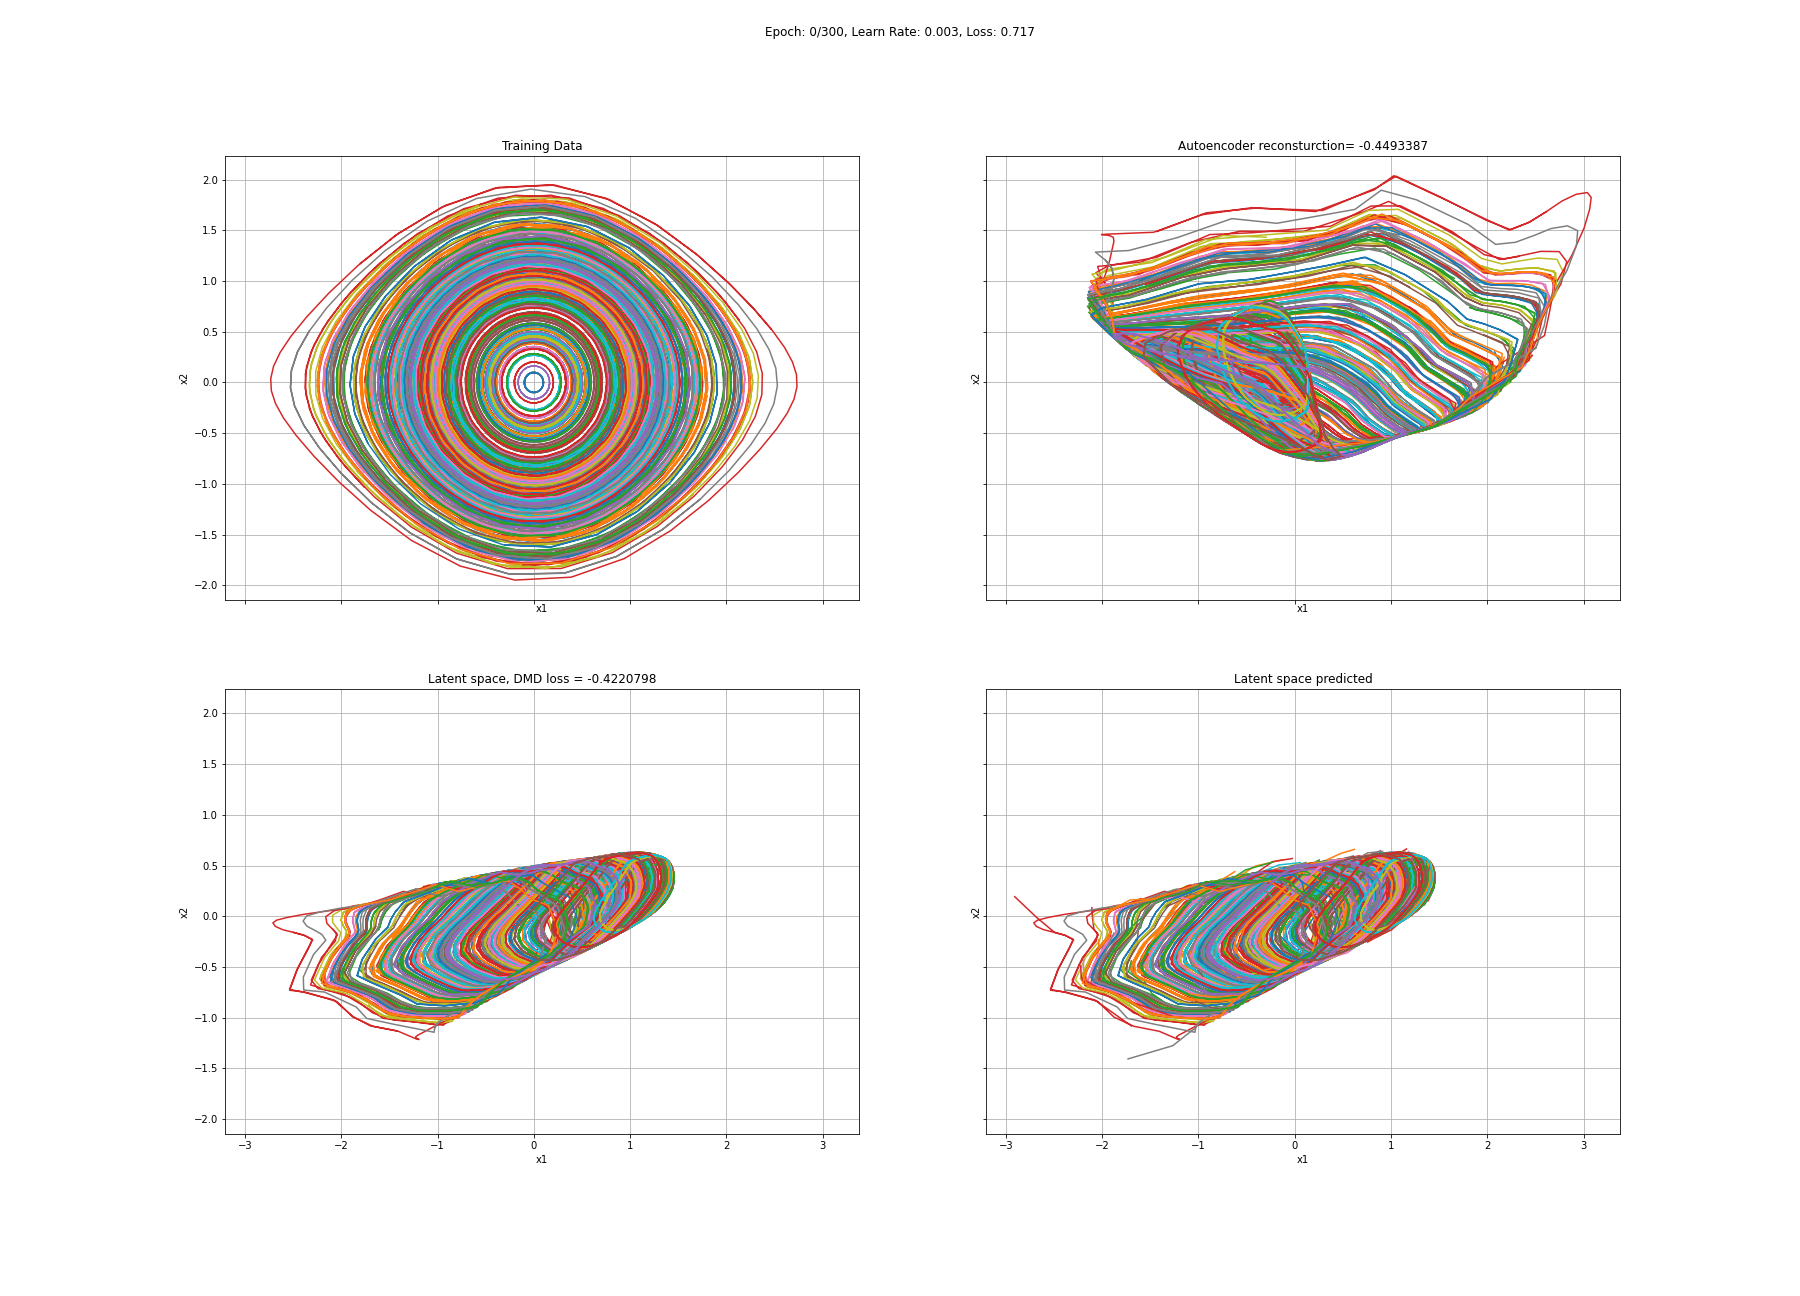 Epoch: 0/300, Learn Rate: 0.003, Loss: 0.717
Training Data
Autoencoder reconsturction= -0.4493387
2.0
1.5
1.0
0.5
0.0
−0.5
−1.0
−1.5
−2.0
x2
x1
x2
x1
Latent space, DMD loss = -0.4220798
Latent space predicted
2.0
1.5
1.0
0.5
0.0
−0.5
−1.0
−1.5
−2.0
x2
−3 −2 −1 0 1 2 3
x1
x2
−3 −2 −1 0 1 2 3
x1